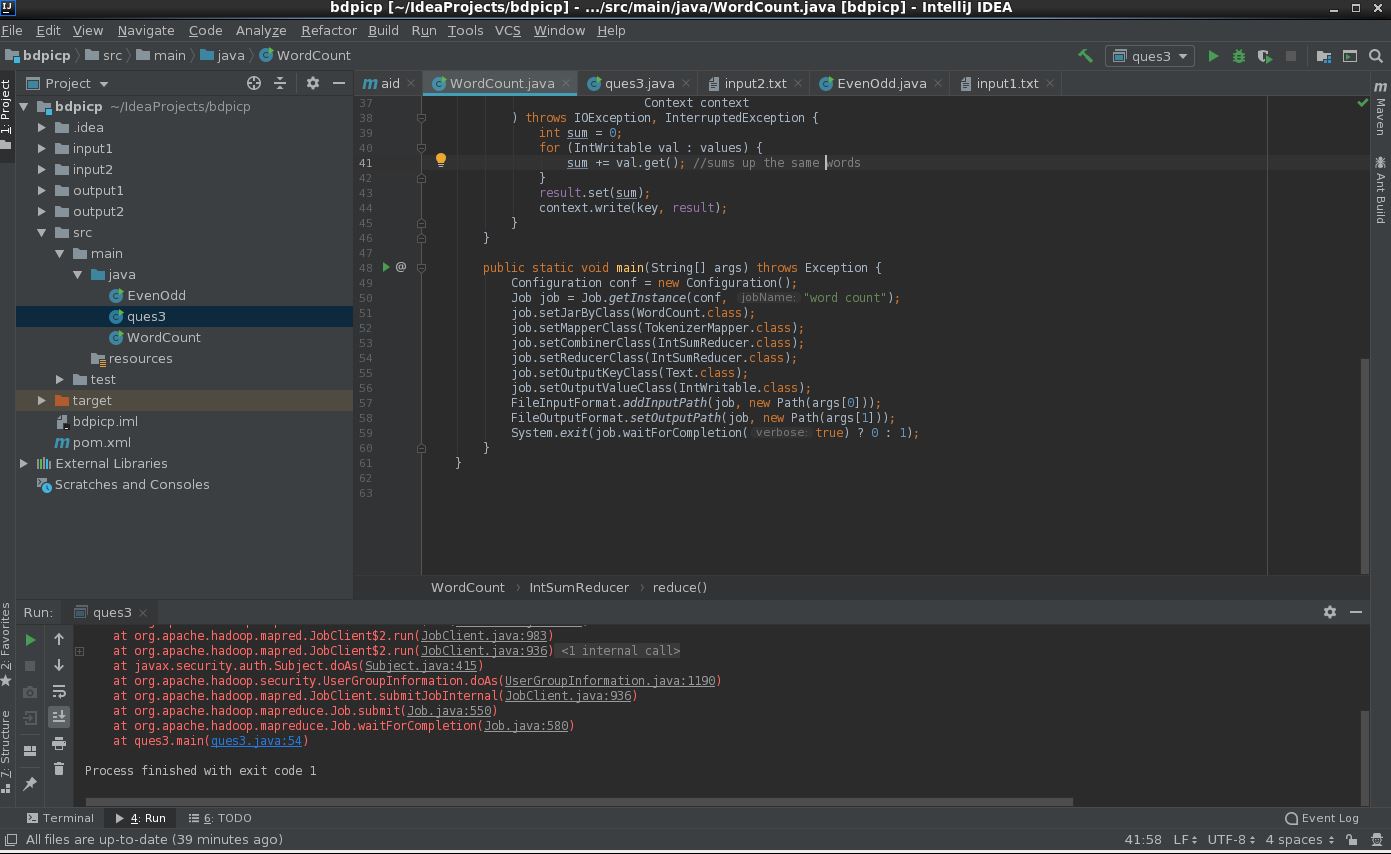 bdpicp [~/IdeaProjects/bdpicp] - .../src/main/java/WordCount.java [bdpicp] - IntelliJ IDEA
File Edit View Navigate Code Analyze Refactor Build Run Tools VCS Window Help
bdpicp src main java WordCount ques3
1: Project
Project
bdpicp ~/IdeaProjects/bdpicp
.idea
input1
input2
output1
output2
src
main
java
EvenOdd
ques3
WordCount
resources
test
target
bdpicp.iml
pom.xml
External Libraries
Scratches and Consoles
m aid WordCount.java ques3.java input2.txt EvenOdd.java input1.txt
37 Context context
38 ) throws IOException, InterruptedException {
39 int sum = 0;
40 for (IntWritable val : values) {
41 sum += val.get(); //sums up the same words
42 }
43 result.set(sum);
44 context.write(key, result);
45 }
46 }
47
48 @ public static void main(String[] args) throws Exception {
49 Configuration conf = new Configuration();
50 Job job = Job.getInstance(conf, jobName: "word count");
51 job.setJarByClass(WordCount.class);
52 job.setMapperClass(TokenizerMapper.class);
53 job.setCombinerClass(IntSumReducer.class);
54 job.setReducerClass(IntSumReducer.class);
55 job.setOutputKeyClass(Text.class);
56 job.setOutputValueClass(IntWritable.class);
57 FileInputFormat.addInputPath(job, new Path(args[0]));
58 FileOutputFormat.setOutputPath(job, new Path(args[1]));
59 System.exit(job.waitForCompletion( verbose: true) ? 0 : 1);
60 }
61 }
62
63
WordCount › IntSumReducer › reduce()
Maven
Ant Build
2: Favorites
7: Structure
Run: ques3
at org.apache.hadoop.mapred.JobClient$2.run(JobClient.java:983)
at org.apache.hadoop.mapred.JobClient$2.run(JobClient.java:936) <1 internal call>
at javax.security.auth.Subject.doAs(Subject.java:415)
at org.apache.hadoop.security.UserGroupInformation.doAs(UserGroupInformation.java:1190)
at org.apache.hadoop.mapred.JobClient.submitJobInternal(JobClient.java:936)
at org.apache.hadoop.mapreduce.Job.submit(Job.java:550)
at org.apache.hadoop.mapreduce.Job.waitForCompletion(Job.java:580)
at ques3.main(ques3.java:54)
Process finished with exit code 1
Terminal 4: Run 6: TODO Event Log
All files are up-to-date (39 minutes ago) 41:58 LF UTF-8 4 spaces